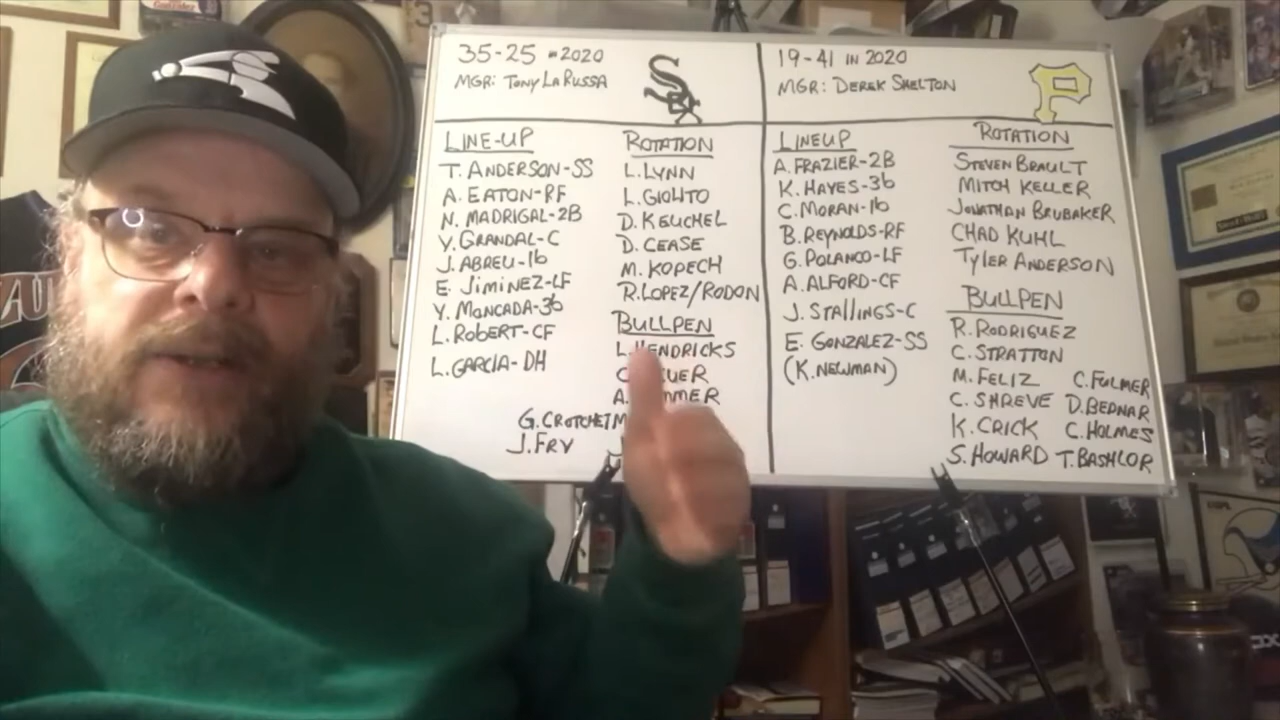 35-25 IN 2020
MGR: TONY LARUSSA
LINE-UP
T. ANDERSON-SS
A. EATON-RF
N. MADRIGAL-2B
Y. GRANDAL-C
J. ABREU-1b
E. JIMINEZ-LF
Y. MONCADA-3b
L. ROBERT-CF
L. GARCIA-DH
ROTATION
L. LYNN
L. GIOLITO
D. KEUCHEL
D. CEASE
M. KOPECH
R. LOPEZ/RODON
BULLPEN
L. HENDRICKS
G. CROTCHET
J. FRY
19-41 IN 2020
MGR: DEREK SHELTON
P
LINEUP
A. FRAZIER-2B
K. HAYES-3b
C. MORAN-1b
B. REYNOLDS-RF
G. POLANCO-LF
A. ALFORD-CF
J. STALLINGS-C
E. GONZALEZ-SS
(K. NEWMAN)
ROTATION
STEVEN BRAULT
MITCH KELLER
JONATHAN BRUBAKER
CHAD KUHL
TYLER ANDERSON
BULLPEN
R. RODRIGUEZ
C. STRATTON
M. FELIZ
C. SHREVE
K. CRICK
S. HOWARD
C. FULMER
D. BEDNAR
C. HOLMES
T. BASHLOR